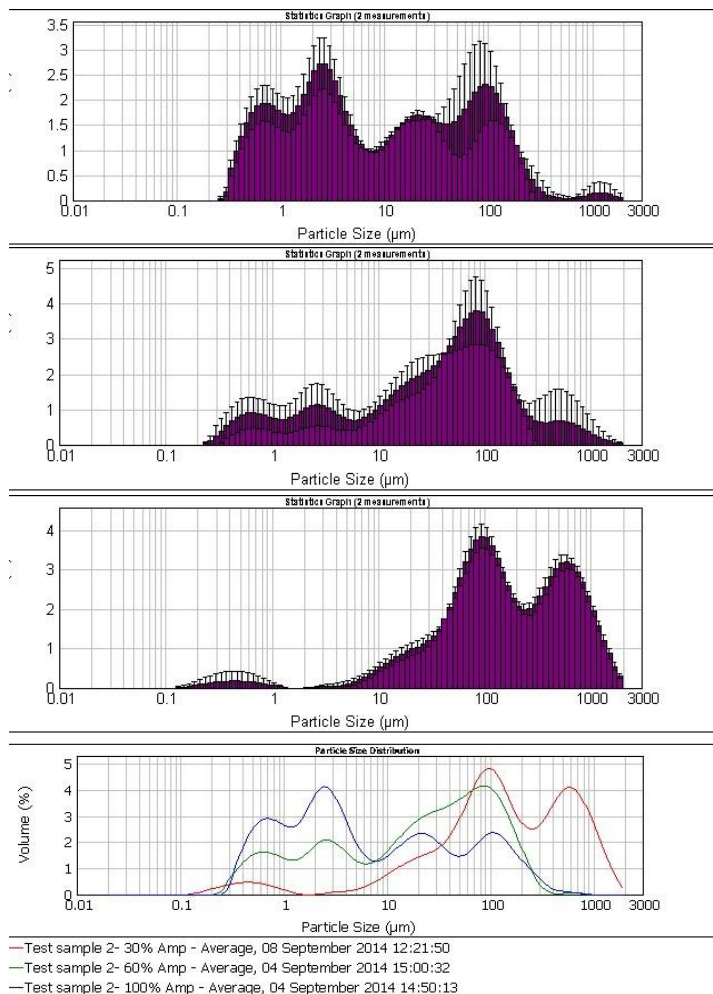 Statistics Graph (2 measurements)
3.5
3
2.5
2
1.5
1
0.5
0
0.01 0.1 1 10 100 1000 3000
Particle Size (µm)
Statistics Graph (2 measurements)
5
4
3
2
1
0
0.01 0.1 1 10 100 1000 3000
Particle Size (µm)
Statistics Graph (2 measurements)
4
3
2
1
0
0.01 0.1 1 10 100 1000 3000
Particle Size (µm)
Particle Size Distribution
Volume (%)
5
4
3
2
1
0
0.01 0.1 1 10 100 1000 3000
Particle Size (µm)
Test sample 2- 30% Amp - Average, 08 September 2014 12:21:50
Test sample 2- 60% Amp - Average, 04 September 2014 15:00:32
Test sample 2- 100% Amp - Average, 04 September 2014 14:50:13